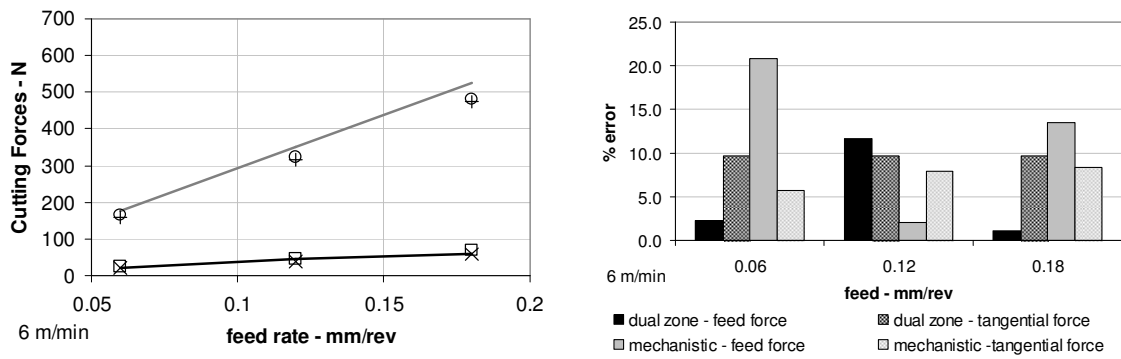 700
600
500
400
300
200
100
0
Cutting Forces - N
0.05 0.1 0.15 0.2
6 m/min
feed rate - mm/rev
25.0
20.0
15.0
10.0
5.0
0.0
% error
0.06 0.12 0.18
6 m/min
feed - mm/rev
dual zone - feed force dual zone - tangential force
mechanistic - feed force mechanistic -tangential force